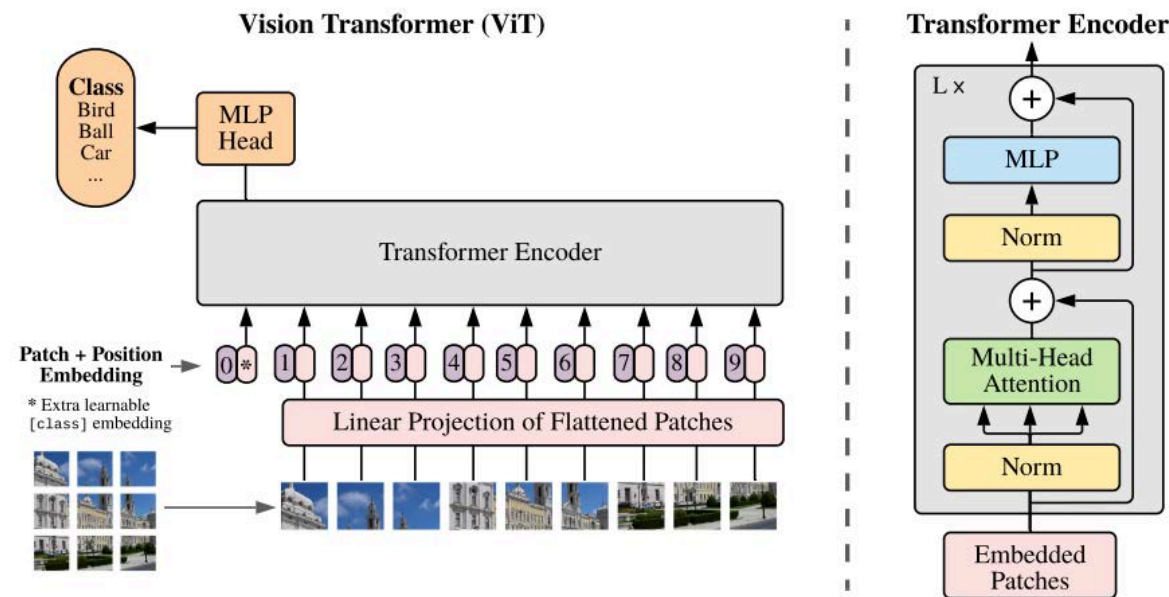 Vision Transformer (ViT)
Class
Bird
Ball
Car
...
MLP
Head
Transformer Encoder
Patch + Position
Embedding
0 * 1 2 3 4 5 6 7 8 9
* Extra learnable
[class] embedding
Linear Projection of Flattened Patches
Transformer Encoder
L ×
+
MLP
Norm
+
Multi-Head
Attention
Norm
Embedded
Patches